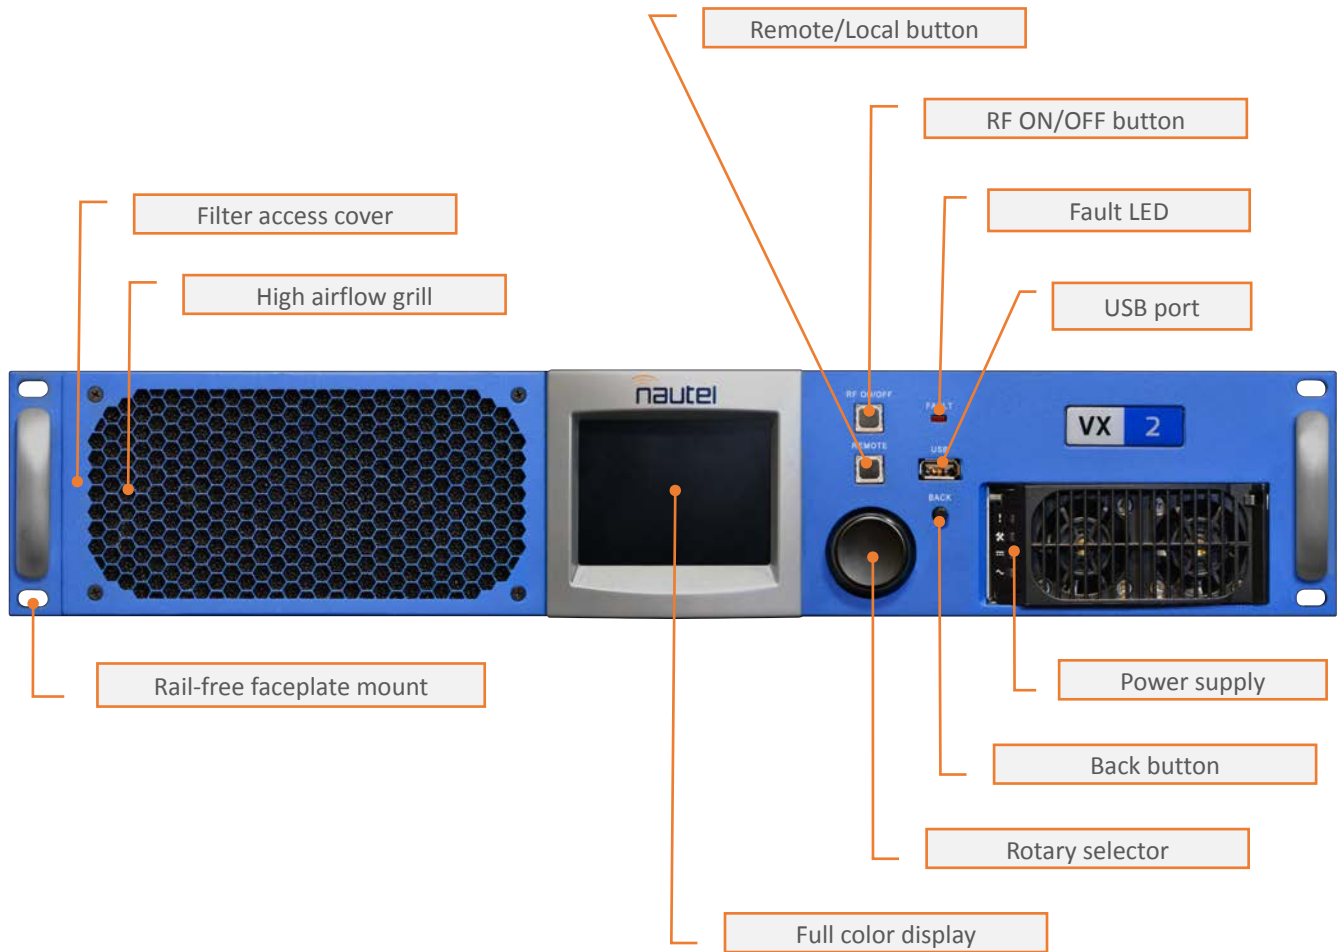 Remote/Local button
RF ON/OFF button
Filter access cover
Fault LED
High airflow grill
USB port
nautel
RF ON/OFF
FAULT
VX 2
REMOTE
USB
BACK
Rail-free faceplate mount
Power supply
Back button
Rotary selector
Full color display